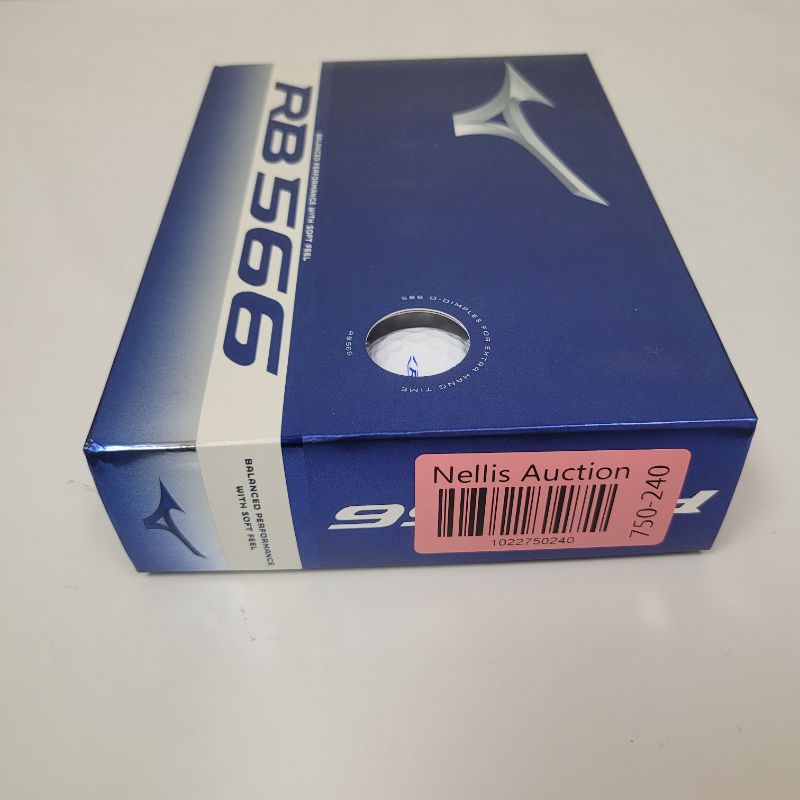 RB 566
BALANCED PERFORMANCE WITH SOFT FEEL
566 D-DIMPLES FOR EXTRA HANG TIME
RB566
BALANCED PERFORMANCE
WITH SOFT FEEL
Nellis Auction
1022750240
750-240